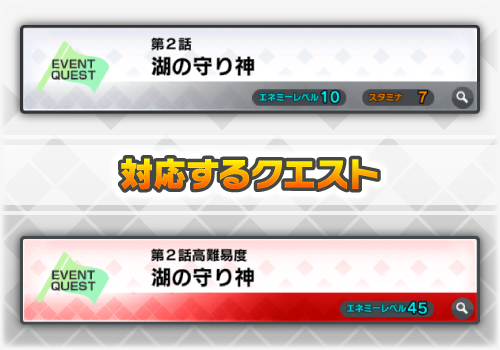 EVENT
QUEST
第２話
湖の守り神
エネミーレベル10 スタミナ 7
対応するクエスト
EVENT
QUEST
第２話高難易度
湖の守り神
エネミーレベル45